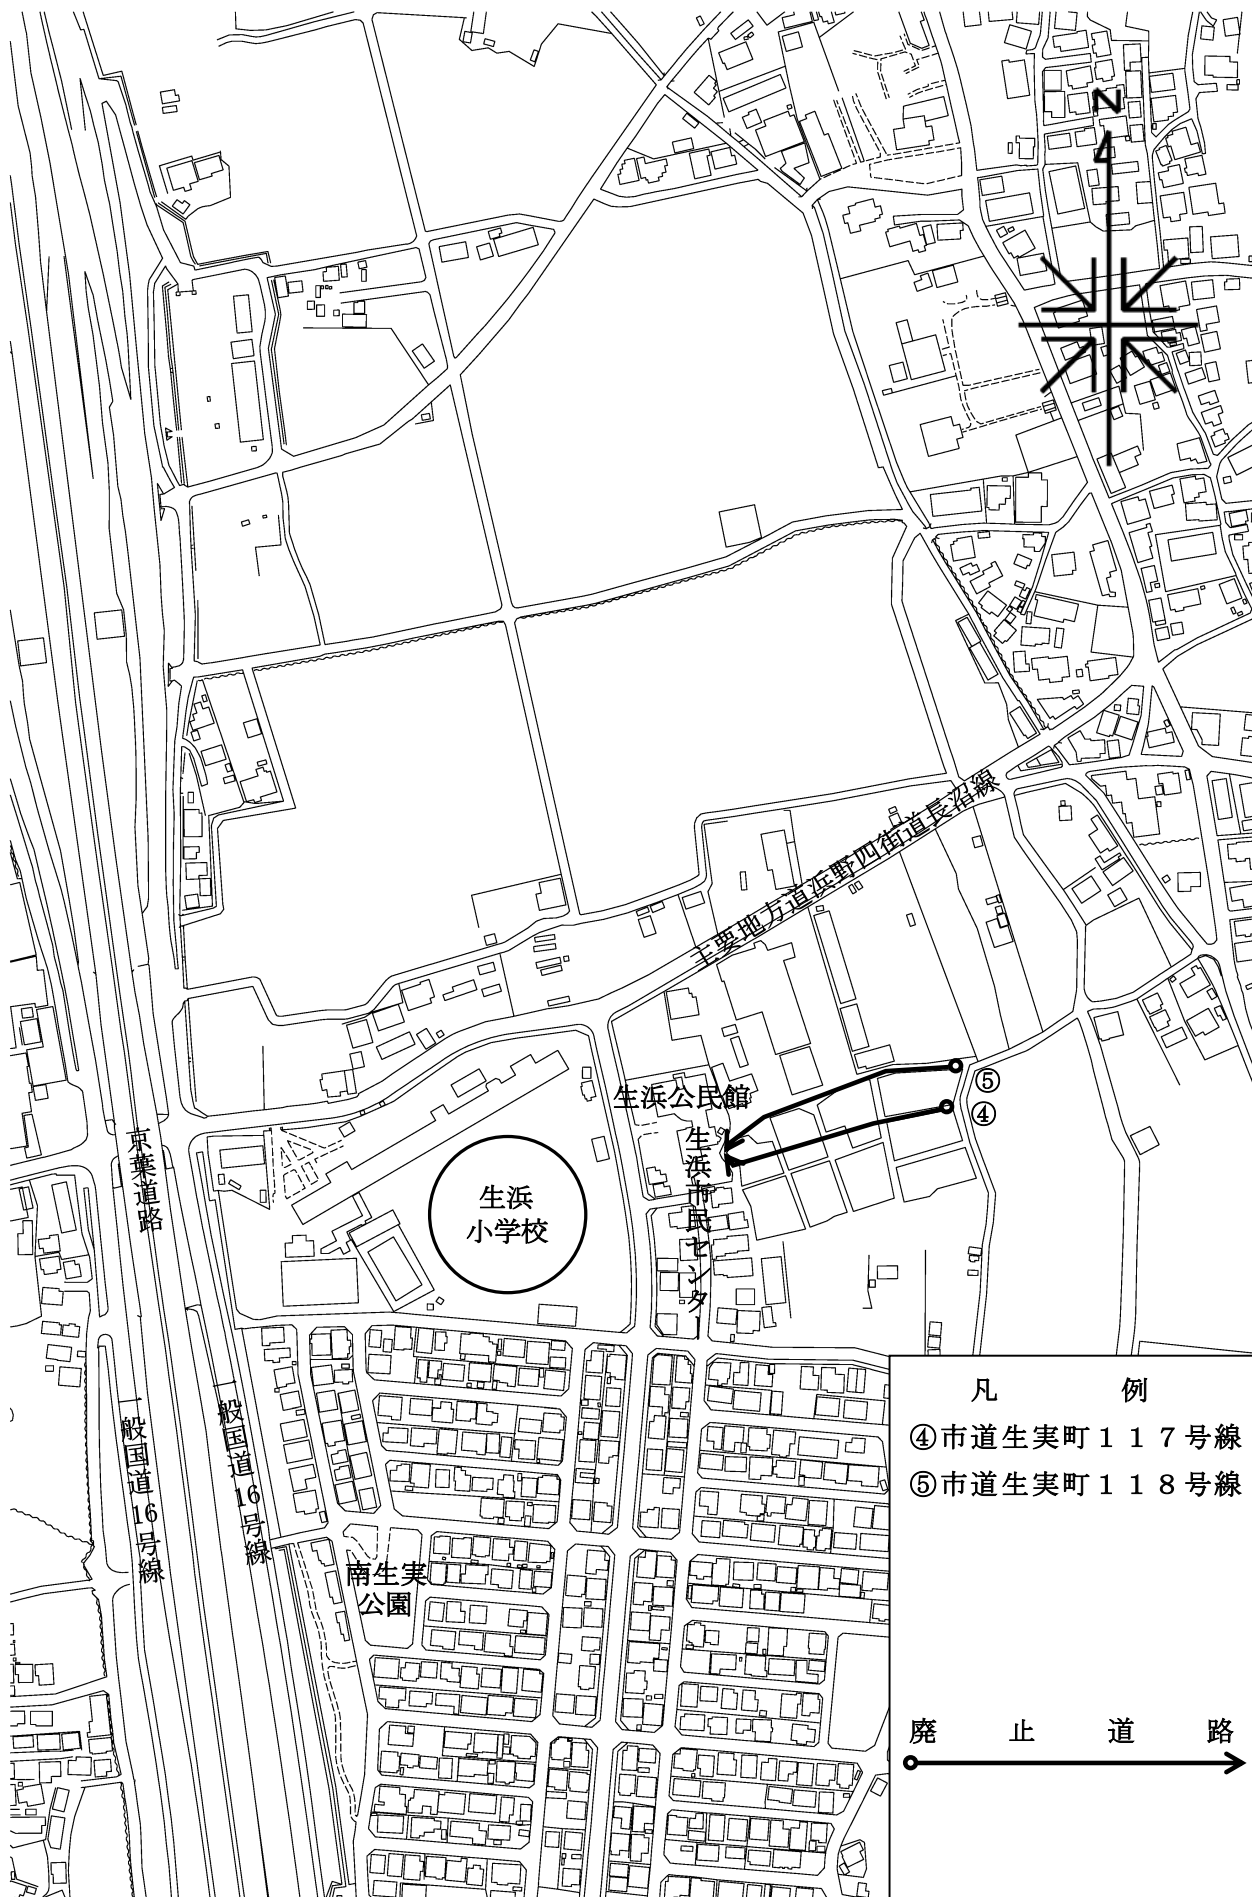 N
主要地方道浜野四街道長沼線
⑤
④
生浜公民館
生浜市民センター
生浜
小学校
京葉道路
一般国道16号線
一般国道16号線
南生実
公園
凡　例
④市道生実町１１７号線
⑤市道生実町１１８号線
廃止道路